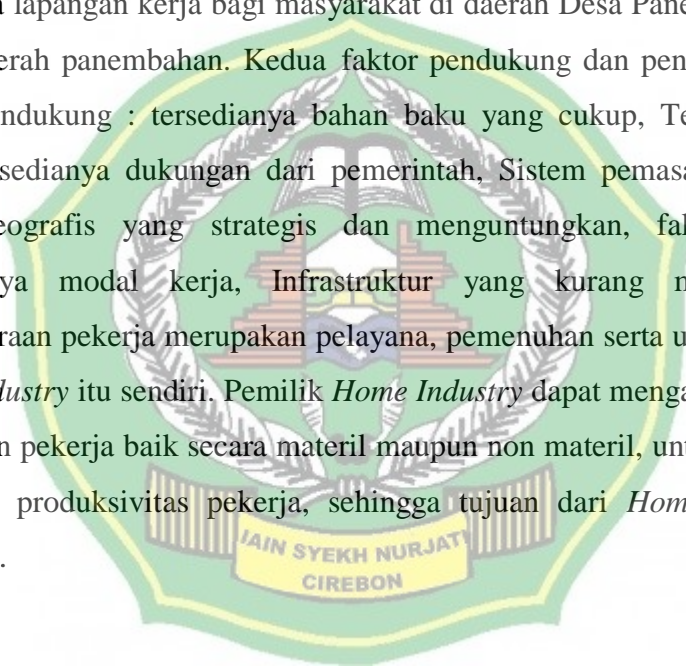 lapangan kerja bagi masyarakat di daerah Desa Pane
erah panembahan. Kedua faktor pendukung dan pen
ndukung : tersedianya bahan baku yang cukup, Te
sedianya dukungan dari pemerintah, Sistem pemasa
eografis yang strategis dan menguntungkan, fal
ya modal kerja, Infrastruktur yang kurang m
raan pekerja merupakan pelayana, pemenuhan serta u
dustry itu sendiri. Pemilik Home Industry dapat menga
n pekerja baik secara materil maupun non materil, unt
produksivitas pekerja, sehingga tujuan dari Hom
.
IAIN SYEKH NURJATI
CIREBON